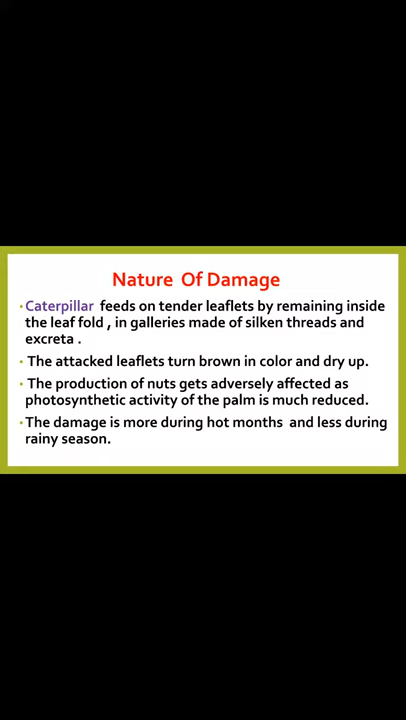 Nature Of Damage
•Caterpillar feeds on tender leaflets by remaining inside
the leaf fold , in galleries made of silken threads and
excreta .
• The attacked leaflets turn brown in color and dry up.
• The production of nuts gets adversely affected as
photosynthetic activity of the palm is much reduced.
•The damage is more during hot months and less during
rainy season.